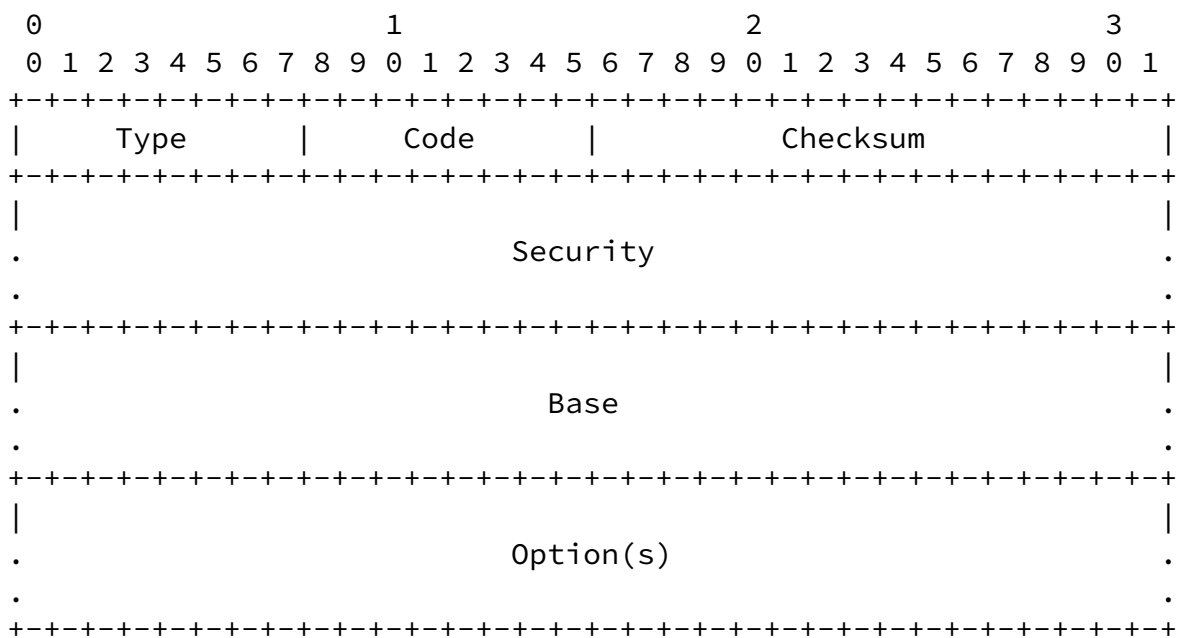 0                   1                   2                   3
 0 1 2 3 4 5 6 7 8 9 0 1 2 3 4 5 6 7 8 9 0 1 2 3 4 5 6 7 8 9 0 1
+-+-+-+-+-+-+-+-+-+-+-+-+-+-+-+-+-+-+-+-+-+-+-+-+-+-+-+-+-+-+-+-+
|     Type      |     Code      |          Checksum             |
+-+-+-+-+-+-+-+-+-+-+-+-+-+-+-+-+-+-+-+-+-+-+-+-+-+-+-+-+-+-+-+-+
|                                                               |
.                           Security                            .
.                                                               .
+-+-+-+-+-+-+-+-+-+-+-+-+-+-+-+-+-+-+-+-+-+-+-+-+-+-+-+-+-+-+-+-+
|                                                               |
.                             Base                              .
.                                                               .
+-+-+-+-+-+-+-+-+-+-+-+-+-+-+-+-+-+-+-+-+-+-+-+-+-+-+-+-+-+-+-+-+
|                                                               |
.                           Option(s)                           .
.                                                               .
+-+-+-+-+-+-+-+-+-+-+-+-+-+-+-+-+-+-+-+-+-+-+-+-+-+-+-+-+-+-+-+-+